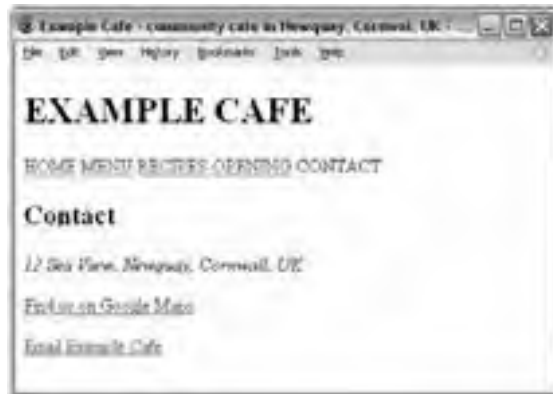 Example Cafe - community cafe in Newquay, Cornwall, UK - ...
File Edit View History Bookmarks Tools Help
EXAMPLE CAFE
HOME MENU RECIPES OPENING CONTACT
Contact
12 Sea View, Newquay, Cornwall, UK
Find us on Google Maps
Email Example Cafe